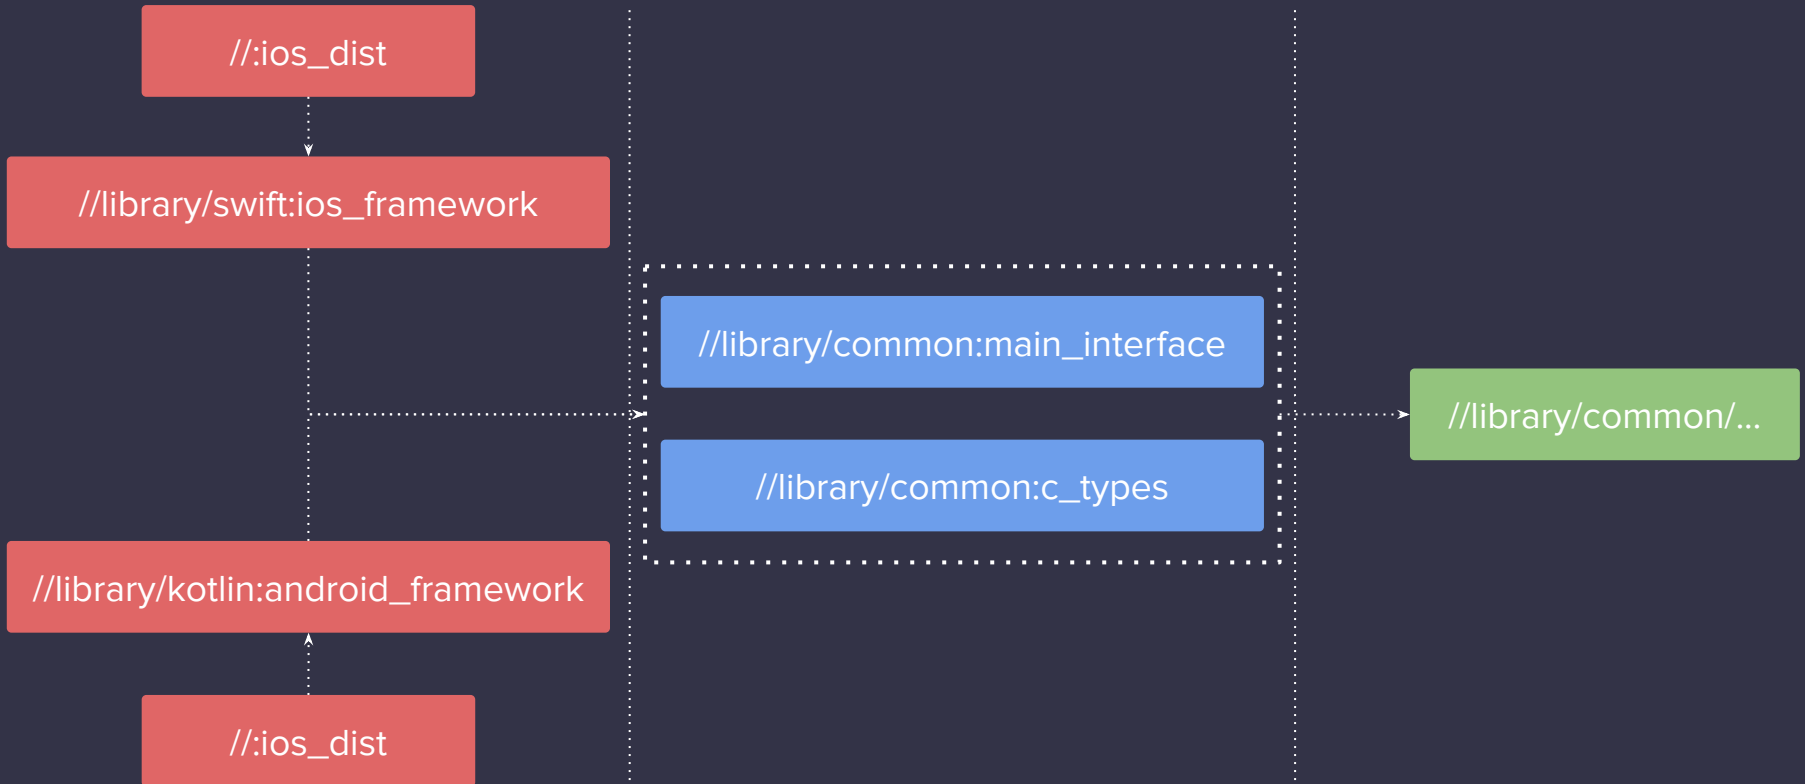 //:ios_dist
//library/swift:ios_framework
//library/common:main_interface
//library/common/...
//library/common:c_types
//library/kotlin:android_framework
//:ios_dist